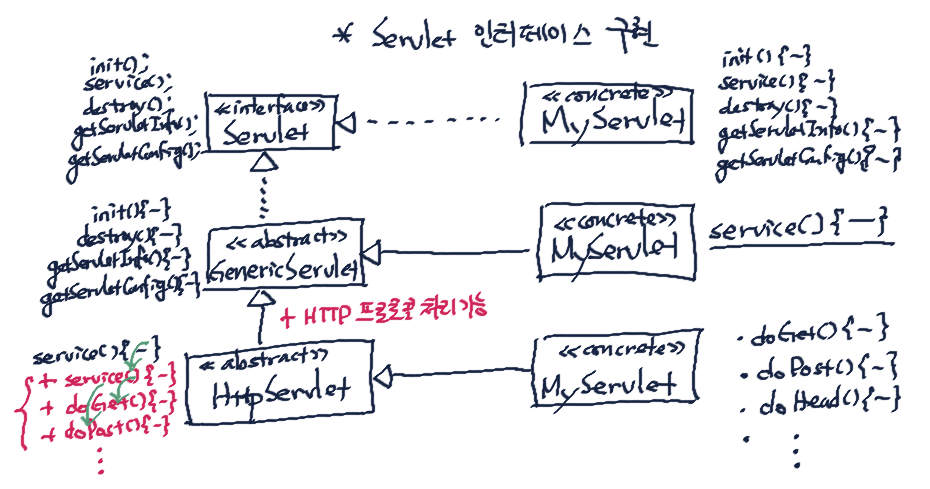 * Servlet 인터페이스 구현
init();
service();
destroy();
getServletInfo();
getServletConfig();
<<interface>>
Servlet
<<concrete>>
MyServlet
init(){~}
service(){~}
destroy(){~}
getServletInfo(){~}
getServletConfig(){~}
init(){~}
destroy(){~}
getServletInfo(){~}
getServletConfig(){~}
<<abstract>>
GenericServlet
<<concrete>>
MyServlet
service(){~}
+ HTTP 프로토콜 처리가능
service(){~}
+ service(){~}
+ doGet(){~}
+ doPost(){~}
<<abstract>>
HttpServlet
<<concrete>>
MyServlet
• doGet(){~}
• doPost(){~}
• doHead(){~}